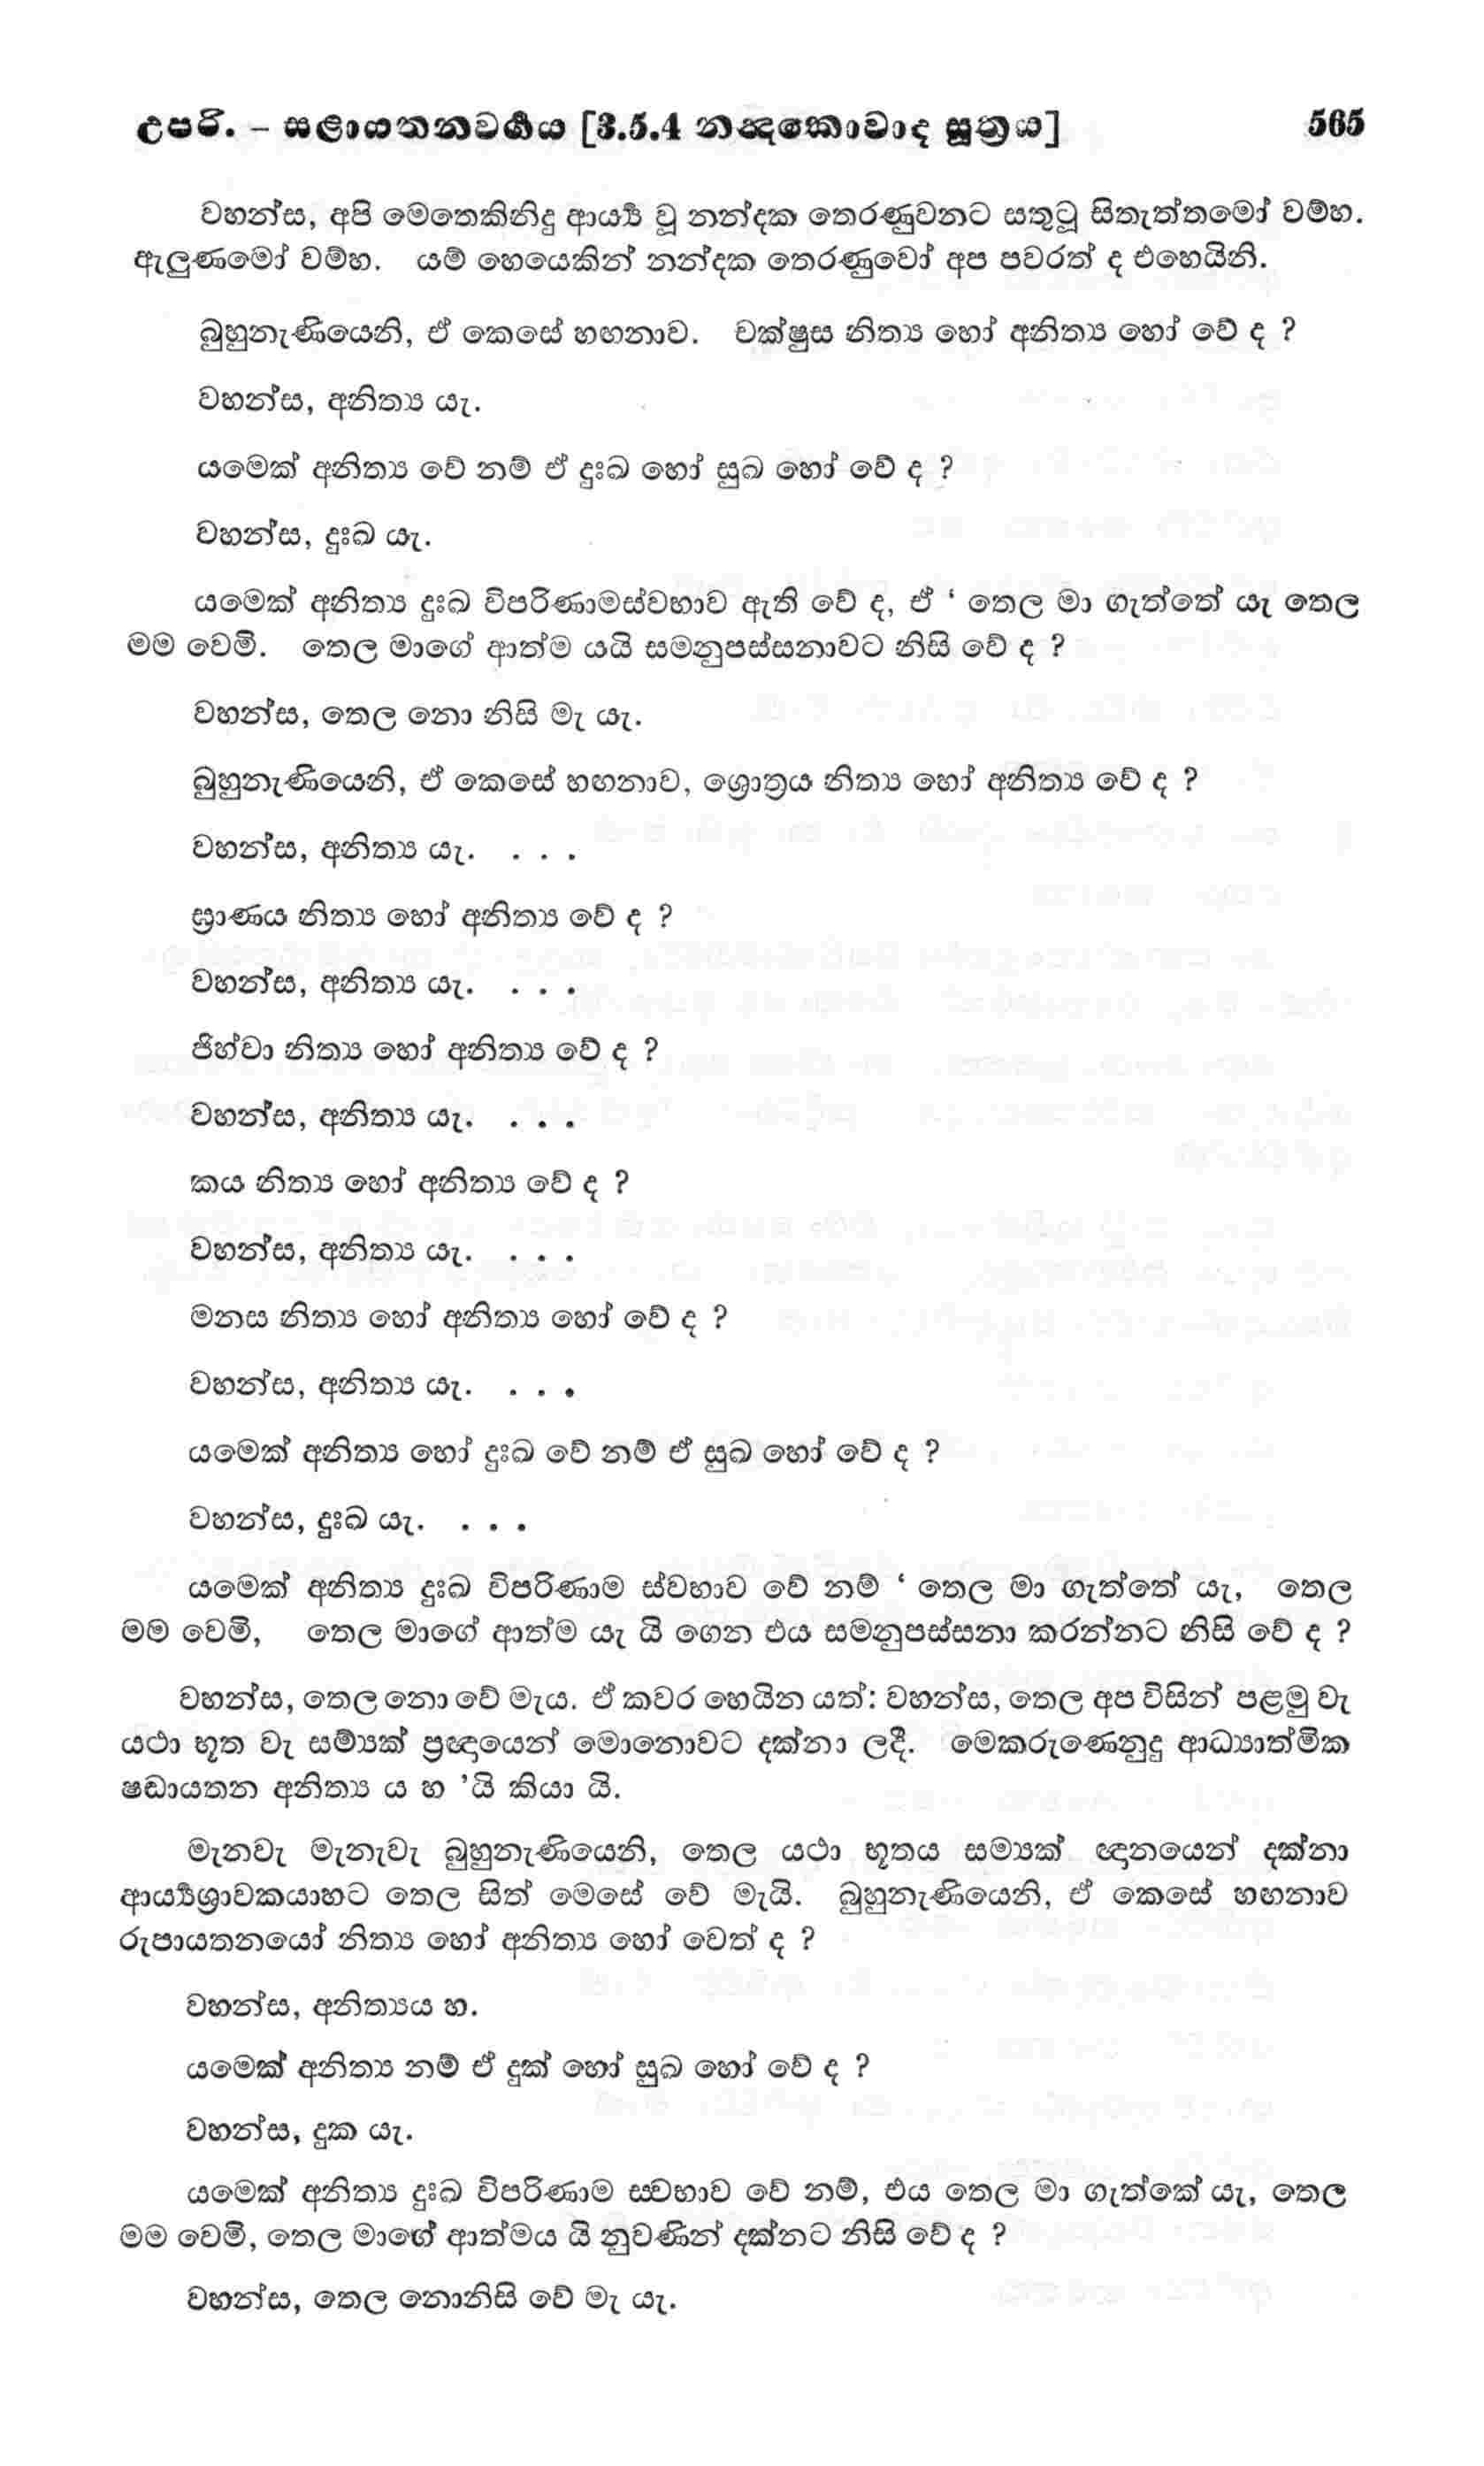 උපරි. – සළායතනවර්‍ගය [3.5.4 නන්‍දකොවාද සූත්‍රය] 565
වහන්ස, අපි මෙතෙකිනිදු ආර්‍ය්‍ය වූ නන්දක තෙරණුවනට සතුටූ සිතැත්තමෝ වම්හ.
ඇලුණමෝ වම්හ. යම් හෙයෙකින් නන්දක තෙරණුවෝ අප පවරත් ද එහෙයිනි.
බුහුනැණියෙනි, ඒ කෙසේ හඟනාව. චක්ෂුස නිත්‍ය හෝ අනිත්‍ය හෝ වේ ද ?
වහන්ස, අනිත්‍ය යැ.
යමෙක් අනිත්‍ය වේ නම් ඒ දුඃඛ හෝ සුඛ හෝ වේ ද ?
වහන්ස, දුඃඛ යැ.
යමෙක් අනිත්‍ය දුඃඛ විපරිණාමස්වභාව ඇති වේ ද, ඒ ‘ තෙල මා ගැත්තේ යැ තෙල
මම වෙමි. තෙල මාගේ ආත්ම යයි සමනුපස්සනාවට නිසි වේ ද ?
වහන්ස, තෙල නො නිසි මැ යැ.
බුහුනැණියෙනි, ඒ කෙසේ හඟනාව, ශ්‍රොත්‍රය නිත්‍ය හෝ අනිත්‍ය වේ ද ?
වහන්ස, අනිත්‍ය යැ. . . .
ඝ්‍රාණය නිත්‍ය හෝ අනිත්‍ය වේ ද ?
වහන්ස, අනිත්‍ය යැ. . . .
ජිහ්වා නිත්‍ය හෝ අනිත්‍ය වේ ද ?
වහන්ස, අනිත්‍ය යැ. . . .
කය නිත්‍ය හෝ අනිත්‍ය වේ ද ?
වහන්ස, අනිත්‍ය යැ. . . .
මනස නිත්‍ය හෝ අනිත්‍ය හෝ වේ ද ?
වහන්ස, අනිත්‍ය යැ. . . .
යමෙක් අනිත්‍ය හෝ දුඃඛ වේ නම් ඒ සුඛ හෝ වේ ද ?
වහන්ස, දුඃඛ යැ. . . .
යමෙක් අනිත්‍ය දුඃඛ විපරිණාම ස්වභාව වේ නම් ‘ තෙල මා ගැත්තේ යැ, තෙල
මම වෙමි, තෙල මාගේ ආත්ම යැ යි ගෙන එය සමනුපස්සනා කරන්නට නිසි වේ ද ?
වහන්ස, තෙල නො වේ මැය. ඒ කවර හෙයින යත්: වහන්ස, තෙල අප විසින් පළමු වැ
යථා භූත වැ සම්‍යක් ප්‍රඥායෙන් මොනොවට දක්නා ලදී. මෙකරුණෙනුදු ආධ්‍යාත්මික
ෂඩායතන අනිත්‍ය ය හ ’යි කියා යි.
මැනවැ මැනැවැ බුහුනැණියෙනි, තෙල යථා භූතය සම්‍යක් ඥානයෙන් දක්නා
ආර්‍ය්‍යශ්‍රාවකයාහට තෙල සිත් මෙසේ වේ මැයි. බුහුනැණියෙනි, ඒ කෙසේ හඟනාව
රුපායතනයෝ නිත්‍ය හෝ අනිත්‍ය හෝ වෙත් ද ?
වහන්ස, අනිත්‍යය හ.
යමෙක් අනිත්‍ය නම් ඒ දුක් හෝ සුඛ හෝ වේ ද ?
වහන්ස, දුක යැ.
යමෙක් අනිත්‍ය දුඃඛ විපරිණාම ස්‍වභාව වේ නම්, එය තෙල මා ගැත්කේ යැ, තෙල
මම වෙමි, තෙල මාගේ ආත්මය යි නුවණින් දක්නට නිසි වේ ද ?
වහන්ස, තෙල නොනිසි වේ මැ යැ.